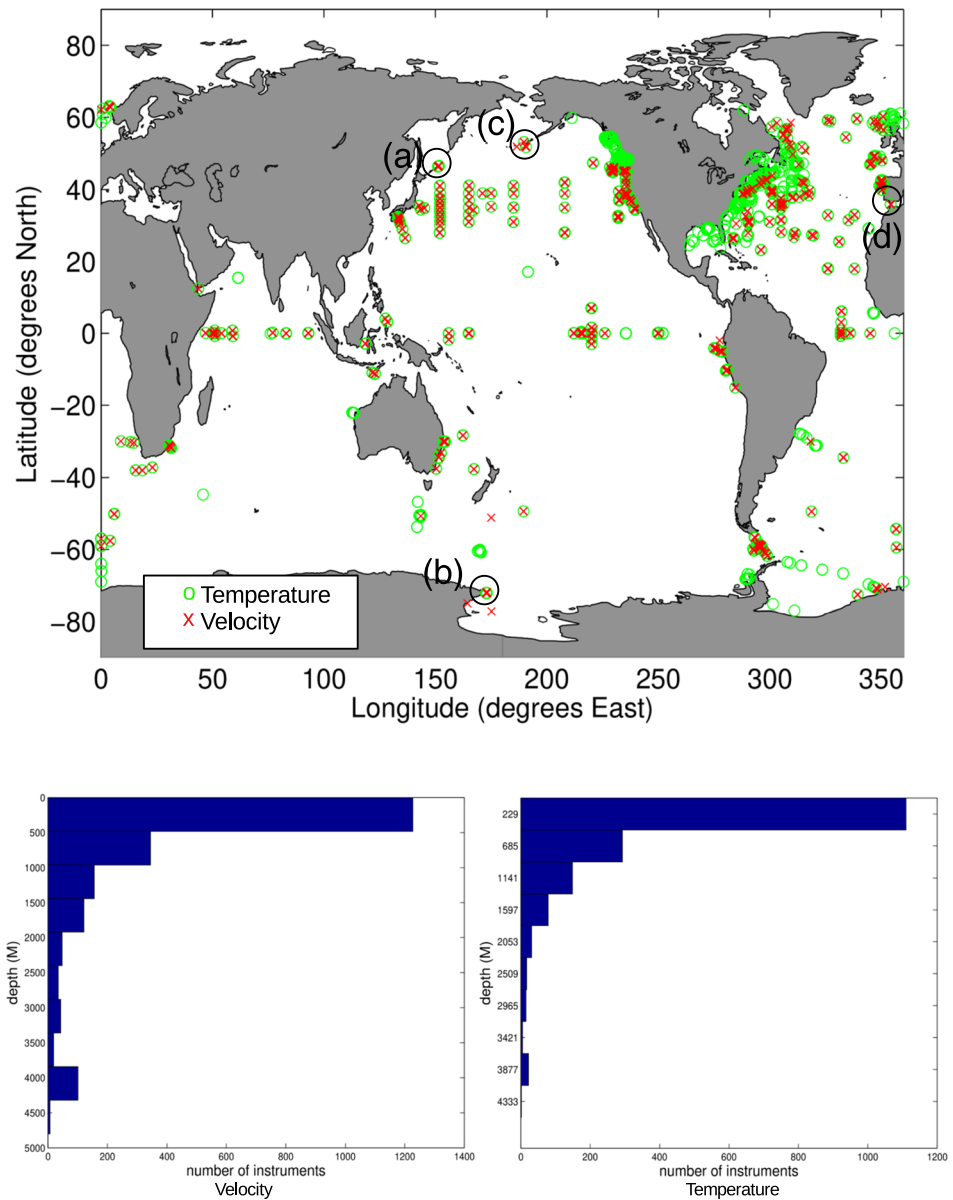 80
60
40
20
0
−20
−40
−60
−80
Latitude (degrees North)
(a)
(c)
(d)
(b)
Temperature
Velocity
0 50 100 150 200 250 300 350
Longitude (degrees East)
0
500
1000
1500
2000
2500
3000
3500
4000
4500
5000
depth (M)
0 200 400 600 800 1000 1200 1400
number of instruments
Velocity
229
685
1141
1597
2053
2509
2965
3421
3877
4333
depth (M)
0 200 400 600 800 1000 1200
number of instruments
Temperature